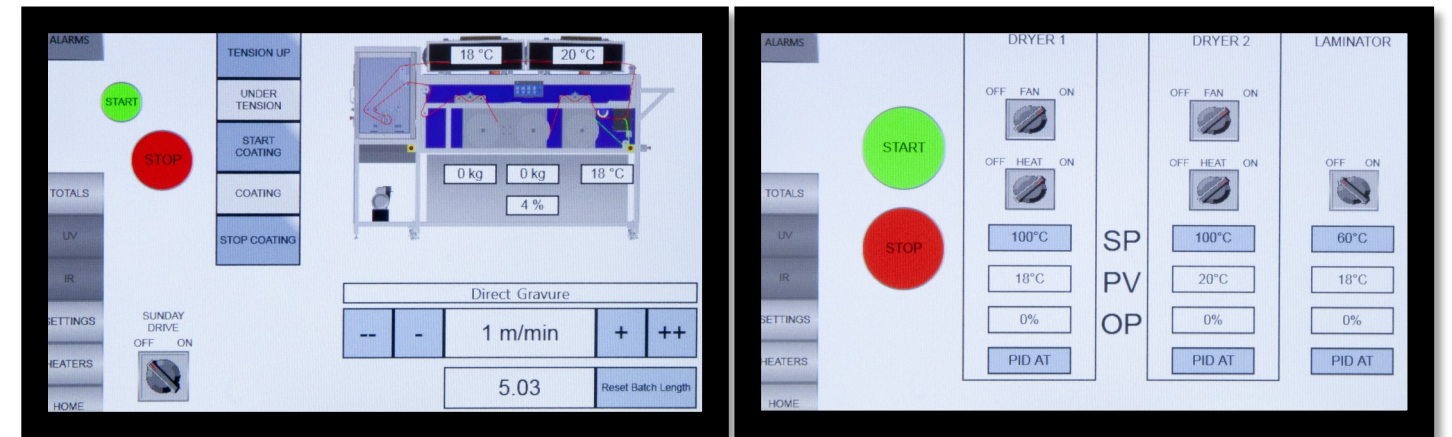 ALARMS
TENSION UP
18 °C
20 °C
START
UNDER
TENSION
STOP
START
COATING
0 kg
0 kg
18 °C
TOTALS
COATING
4 %
UV
STOP COATING
IR
Direct Gravure
SETTINGS
SUNDAY
DRIVE
OFF ON
--
-
1 m/min
+
++
HEATERS
5.03
Reset Batch Length
HOME
ALARMS
DRYER 1
DRYER 2
LAMINATOR
OFF FAN ON
OFF FAN ON
START
OFF HEAT ON
OFF HEAT ON
OFF ON
TOTALS
UV
STOP
100°C
SP
100°C
60°C
IR
18°C
PV
20°C
18°C
SETTINGS
0%
OP
0%
0%
HEATERS
PID AT
PID AT
PID AT
HOME